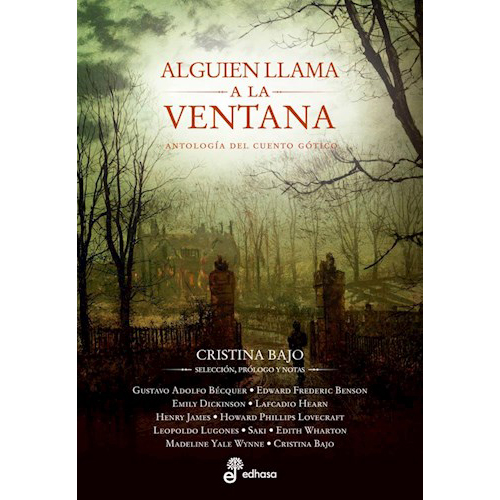 ALGUIEN LLAMA
A LA
VENTANA
ANTOLOGÍA DEL CUENTO GÓTICO
CRISTINA BAJO
SELECCIÓN, PRÓLOGO Y NOTAS
GUSTAVO ADOLFO BÉCQUER • EDWARD FREDERIC BENSON
EMILY DICKINSON • LAFCADIO HEARN
HENRY JAMES • HOWARD PHILLIPS LOVECRAFT
LEOPOLDO LUGONES • SAKI • EDITH WHARTON
MADELINE YALE WYNNE • CRISTINA BAJO
edhasa